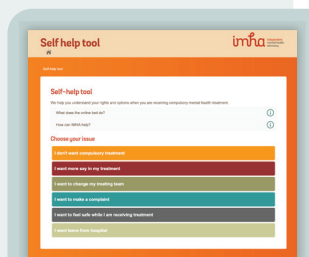 Self help tool
imha
independent
mental health
advocacy
Self-help tool
Self-help tool
We help you understand your rights and options when you are receiving compulsory mental health treatment
What does the online tool do?
How can IMHA help?
Choose your issue
I don't want compulsory treatment
I want more say in my treatment
I want to change my treating team
I want to make a complaint
I want to feel safe while I am receiving treatment
I want leave from hospital